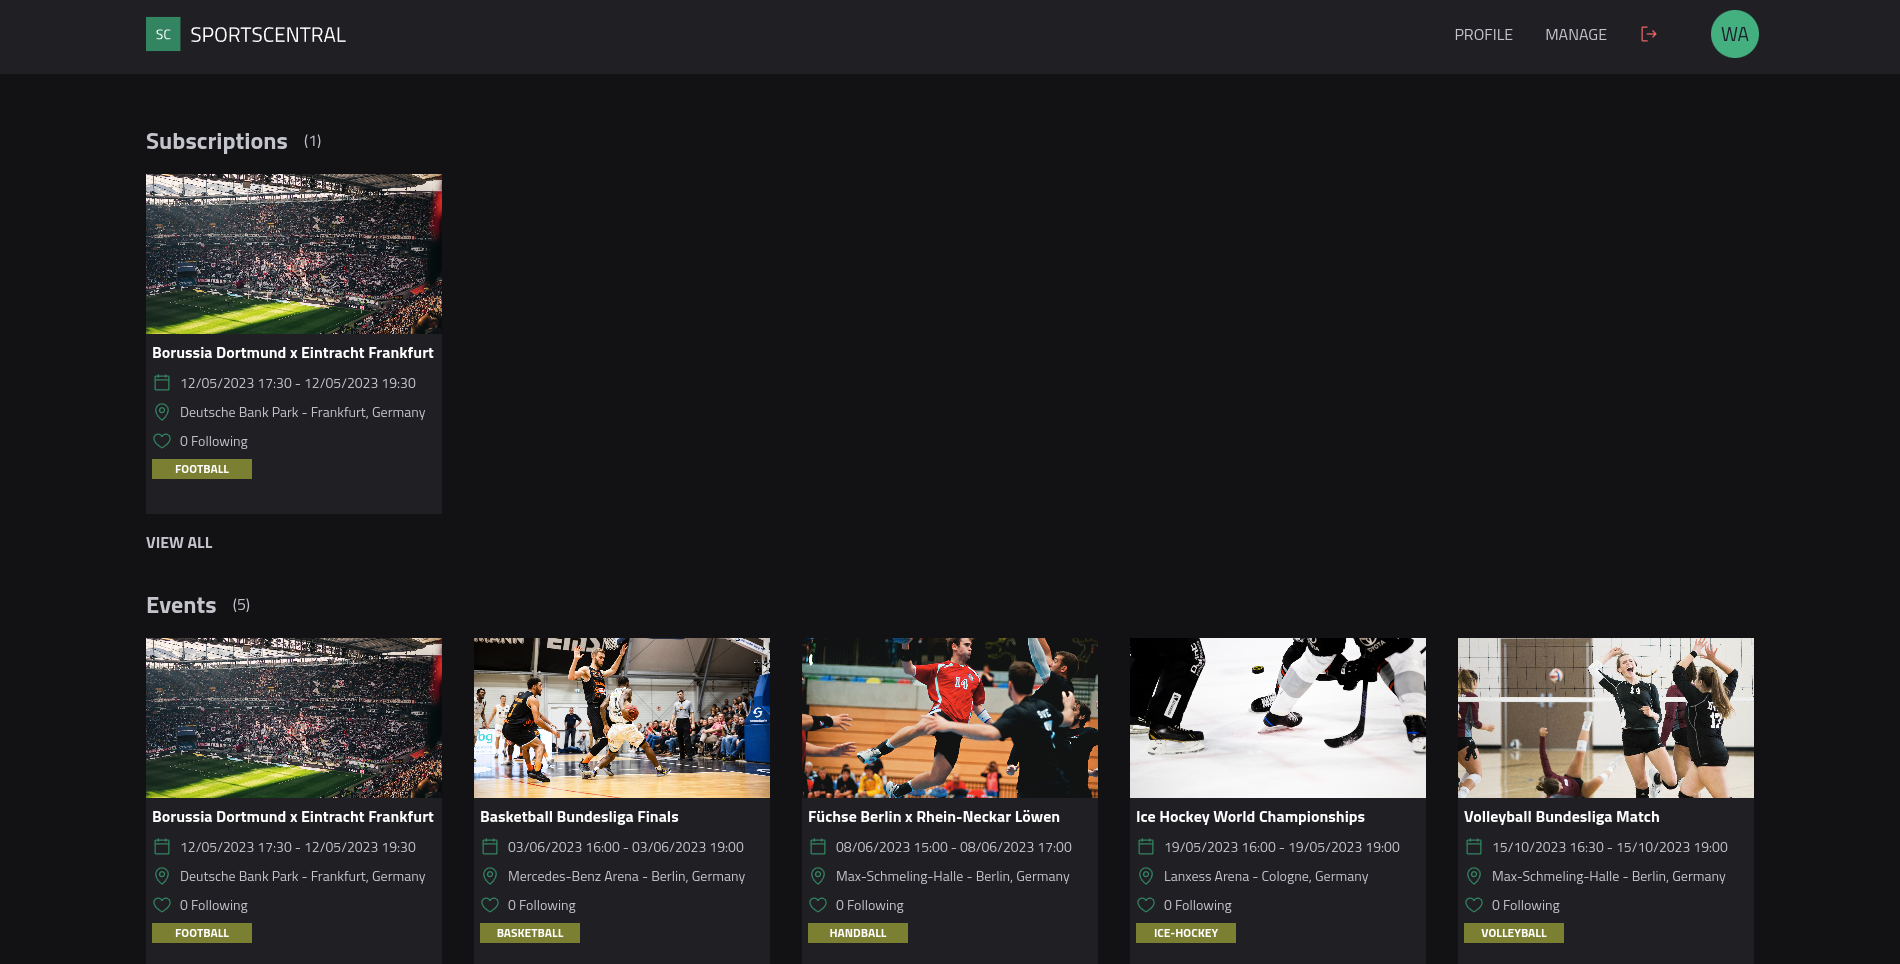 SC SPORTSCENTRAL PROFILE MANAGE WA
Subscriptions (1)
Borussia Dortmund x Eintracht Frankfurt
12/05/2023 17:30 - 12/05/2023 19:30
Deutsche Bank Park - Frankfurt, Germany
0 Following
FOOTBALL
VIEW ALL
Events (5)
Borussia Dortmund x Eintracht Frankfurt
12/05/2023 17:30 - 12/05/2023 19:30
Deutsche Bank Park - Frankfurt, Germany
0 Following
FOOTBALL
bg
Basketball Bundesliga Finals
03/06/2023 16:00 - 03/06/2023 19:00
Mercedes-Benz Arena - Berlin, Germany
0 Following
BASKETBALL
14
Füchse Berlin x Rhein-Neckar Löwen
08/06/2023 15:00 - 08/06/2023 17:00
Max-Schmeling-Halle - Berlin, Germany
0 Following
HANDBALL
Ice Hockey World Championships
19/05/2023 16:00 - 19/05/2023 19:00
Lanxess Arena - Cologne, Germany
0 Following
ICE-HOCKEY
Volleyball Bundesliga Match
15/10/2023 16:30 - 15/10/2023 19:00
Max-Schmeling-Halle - Berlin, Germany
0 Following
VOLLEYBALL